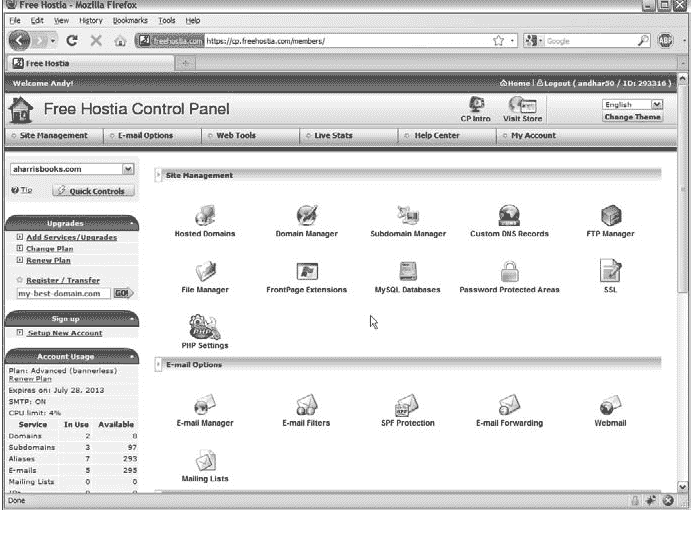 Free Hostia - Mozilla Firefox
File Edit View History Bookmarks Tools Help
freehostia.com https://cp.freehostia.com/members/
Google
ABP
Free Hostia
Welcome Andy!
Home | Logout ( andhar50 / ID: 293316 )
Free Hostia Control Panel
CP Intro Visit Store
English
Change Theme
Site Management E-mail Options Web Tools Live Stats Help Center My Account
aharrisbooks.com
Tip Quick Controls
Upgrades
Add Services/Upgrades
Change Plan
Renew Plan
Register / Transfer
my-best-domain.com GO!
Sign up
Setup New Account
Account Usage
Plan: Advanced (bannerless)
Renew Plan
Expires on: July 28, 2013
SMTP: ON
CPU limit: 4%
Service In Use Available
Domains 2 8
Subdomains 3 97
Aliases 7 293
E-mails 5 295
Mailing Lists 0 0
Site Management
Hosted Domains Domain Manager Subdomain Manager Custom DNS Records FTP Manager
File Manager FrontPage Extensions MySQL Databases Password Protected Areas SSL
PHP Settings
E-mail Options
E-mail Manager E-mail Filters SPF Protection E-mail Forwarding Webmail
Mailing Lists
Done